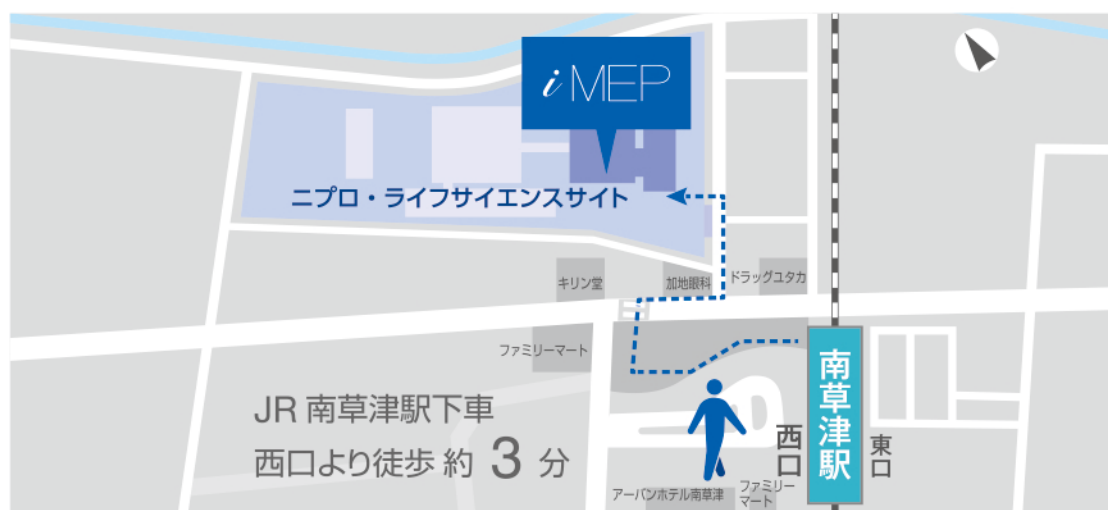 i MEP
ニプロ・ライフサイエンスサイト
キリン堂
加地眼科
ドラッグユタカ
ファミリーマート
JR 南草津駅下車
西口より徒歩 約 3 分
南草津駅
西口
東口
アーバンホテル南草津
ファミリー
マート